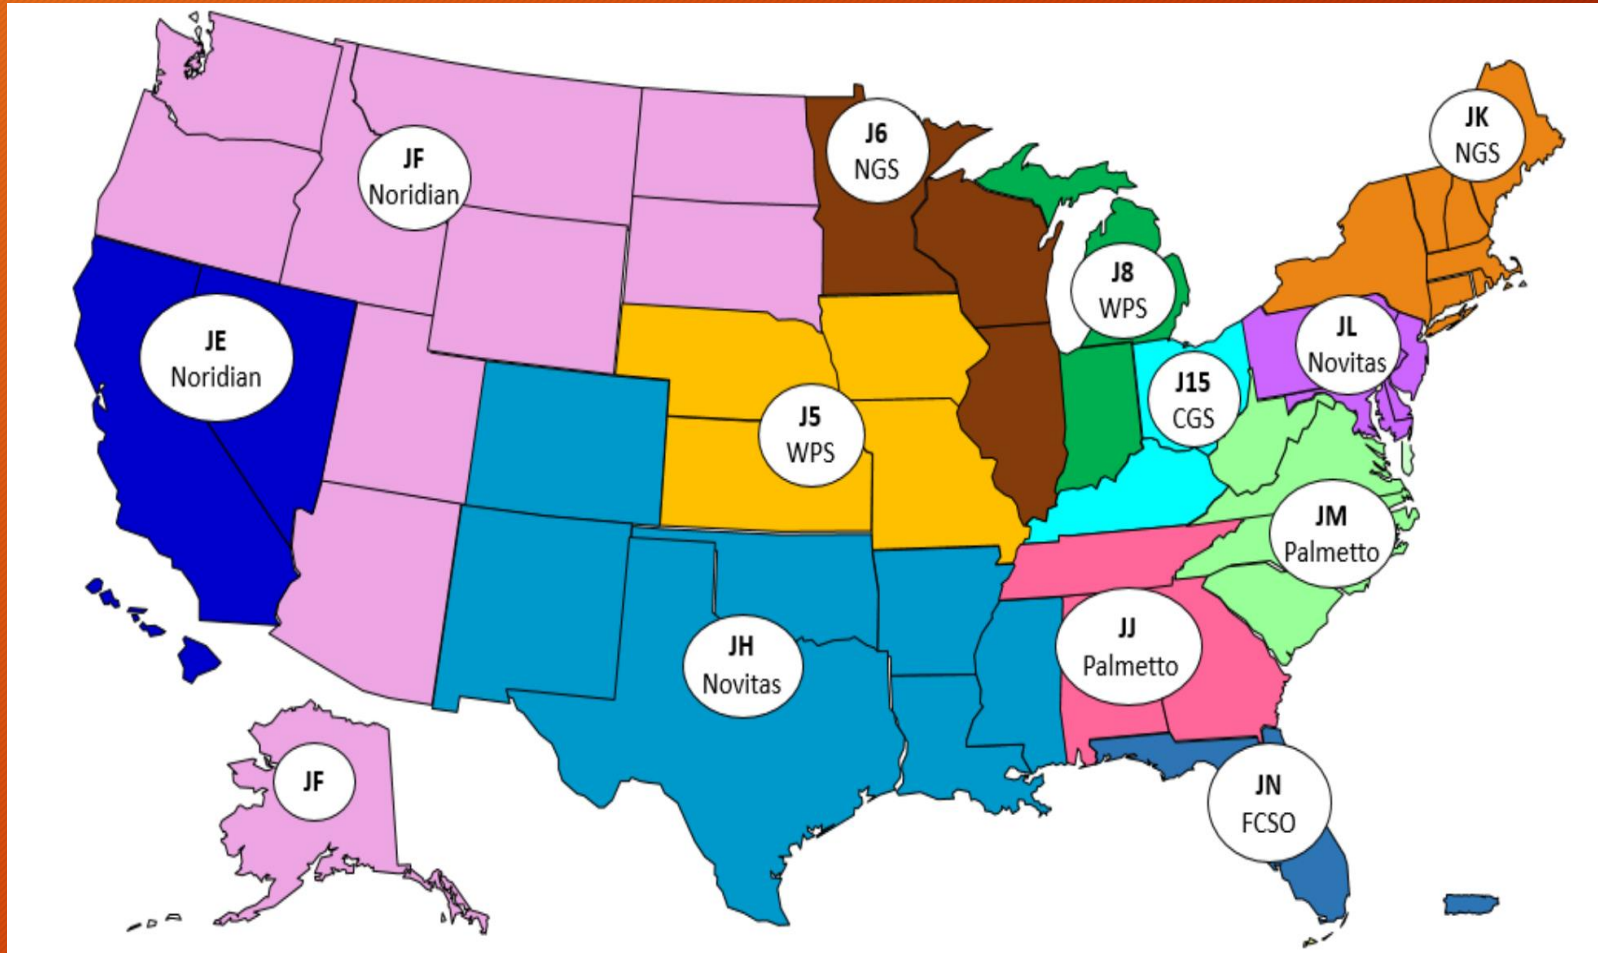 JF
Noridian
J6
NGS
JK
NGS
J8
WPS
JE
Noridian
JL
Novitas
J15
CGS
J5
WPS
JM
Palmetto
JH
Novitas
JJ
Palmetto
JF
JN
FCSO